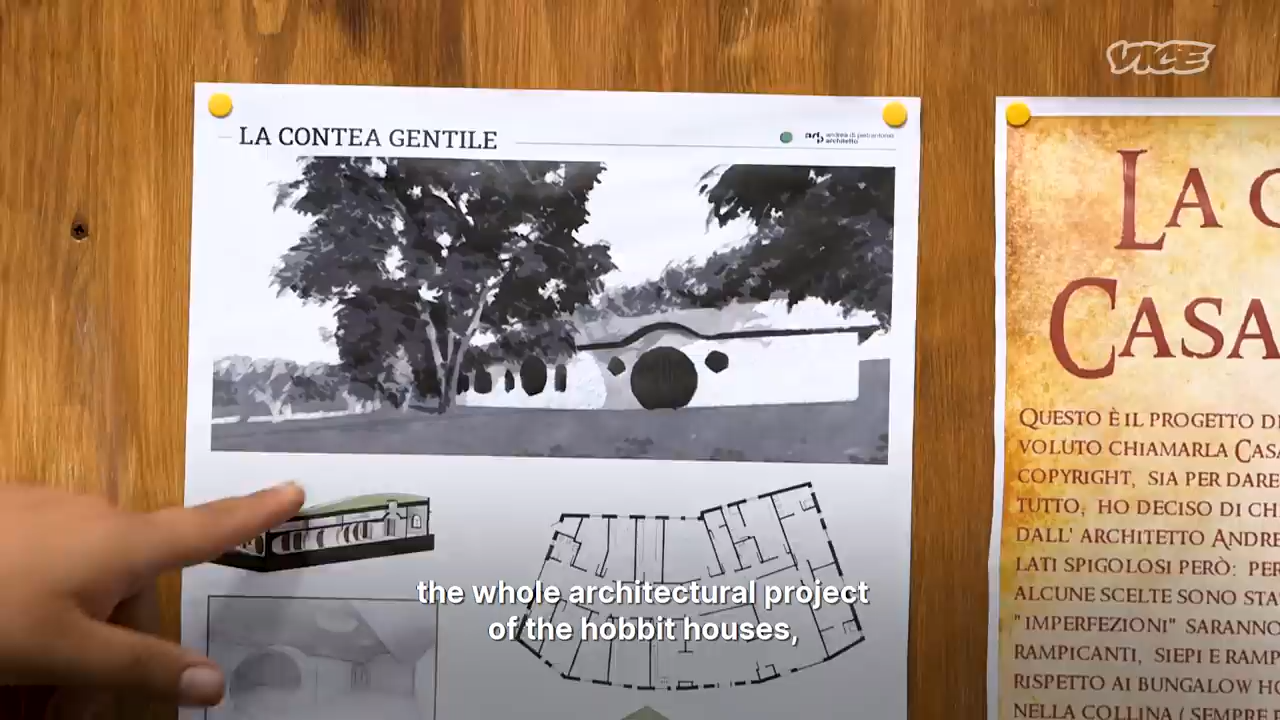 VICE
LA CONTEA GENTILE
andrea di pietrantonio
architetto
LA C
CASA
QUESTO È IL PROGETTO DI
VOLUTO CHIAMARLA CASA
COPYRIGHT, SIA PER DARE
TUTTO, HO DECISO DI CH
DALL' ARCHITETTO ANDRE
LATI SPIGOLOSI PERÒ: PER
ALCUNE SCELTE SONO STA
"IMPERFEZIONI" SARANNO
RAMPICANTI, SIEPI E RAMP
RISPETTO AI BUNGALOW HO
NELLA COLLINA ( SEMPRE
the whole architectural project
of the hobbit houses,